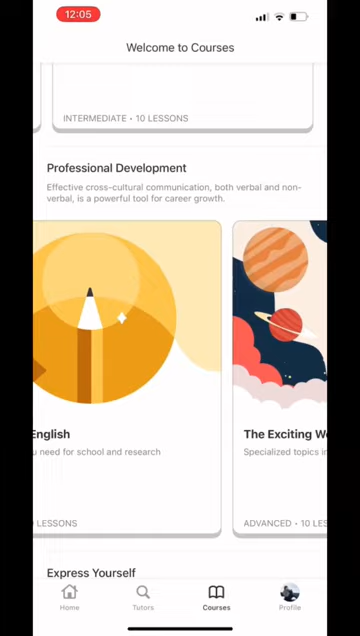 12:05
Welcome to Courses
INTERMEDIATE • 10 LESSONS
Professional Development
Effective cross-cultural communication, both verbal and non-
verbal, is a powerful tool for career growth.
English
need for school and research
LESSONS
The Exciting
Specialized topics
ADVANCED • 10
Express Yourself
Home
Tutors
Courses
Profile